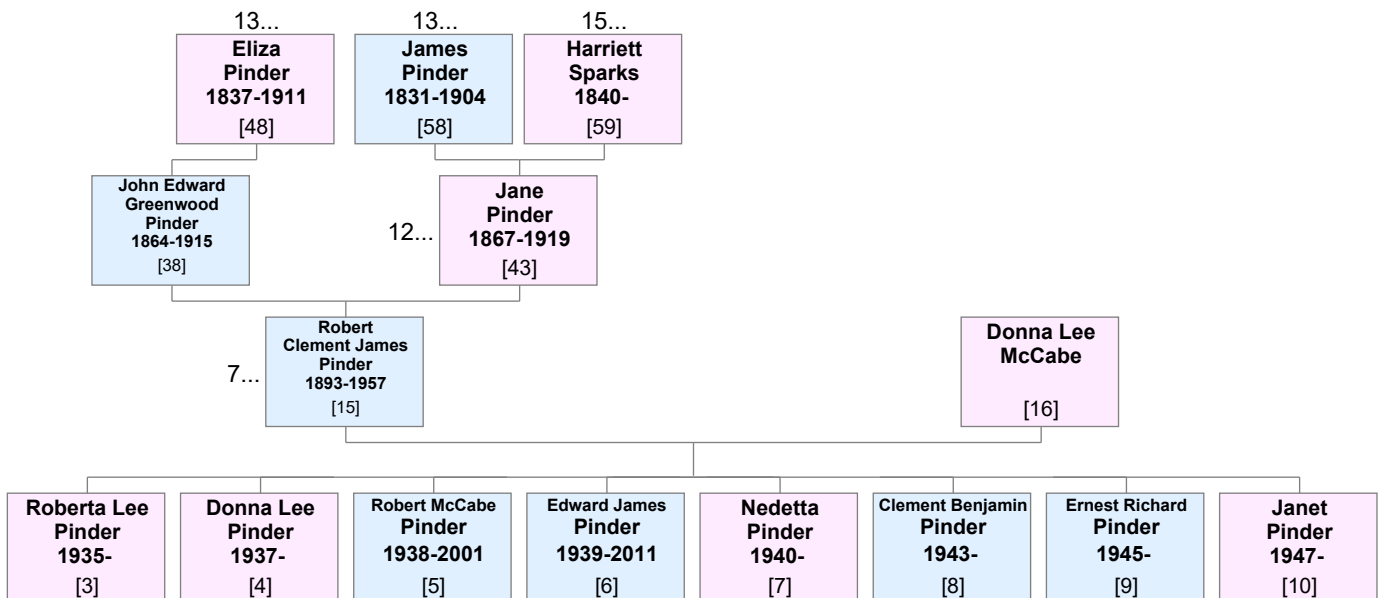 13...
Eliza
Pinder
1837-1911
[48]
13...
James
Pinder
1831-1904
[58]
15...
Harriett
Sparks
1840-
[59]
John Edward
Greenwood
Pinder
1864-1915
[38]
12...
Jane
Pinder
1867-1919
[43]
7...
Robert
Clement James
Pinder
1893-1957
[15]
Donna Lee
McCabe
[16]
Roberta Lee
Pinder
1935-
[3]
Donna Lee
Pinder
1937-
[4]
Robert McCabe
Pinder
1938-2001
[5]
Edward James
Pinder
1939-2011
[6]
Nedetta
Pinder
1940-
[7]
Clement Benjamin
Pinder
1943-
[8]
Ernest Richard
Pinder
1945-
[9]
Janet
Pinder
1947-
[10]